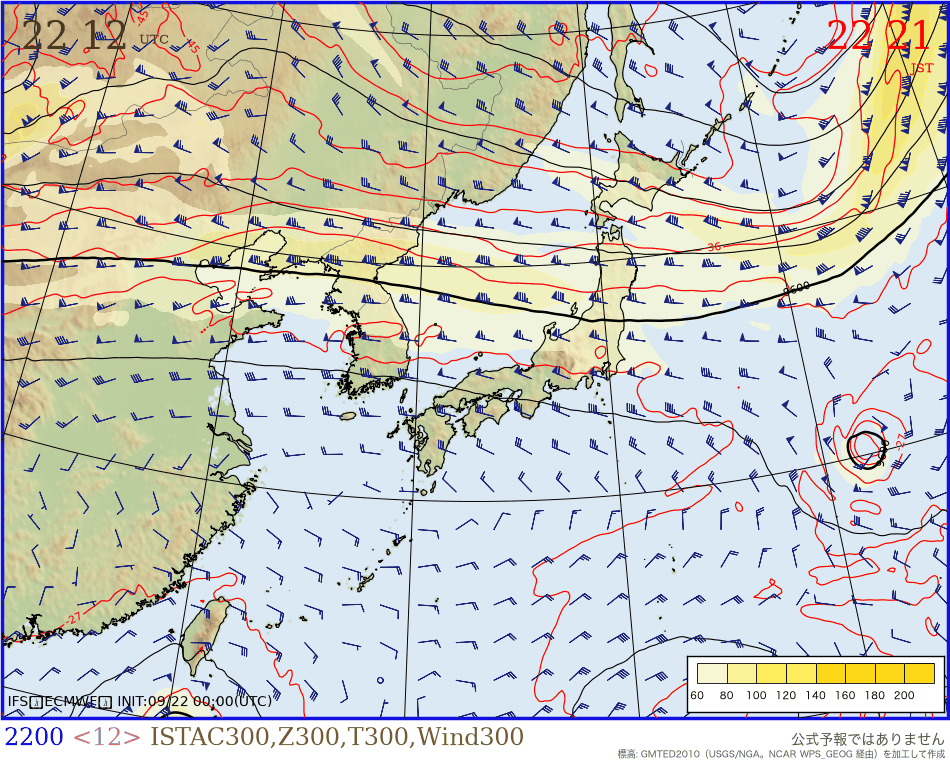 22 12 UTC
22 21 JST
-45
-45
36
9600
-27
-27
60 80 100 120 140 160 180 200
IFS ECMWF INIT:09/22 00:00(UTC)
2200 <12> ISTAC300,Z300,T300,Wind300
公式予報ではありません
標高: GMTED2010（USGS/NGA。NCAR WPS_GEOG 経由）を加工して作成